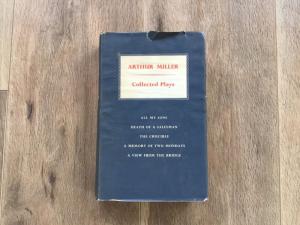 ARTHUR MILLER
Collected Plays
ALL MY SONS
DEATH OF A SALESMAN
THE CRUCIBLE
A MEMORY OF TWO MONDAYS
A VIEW FROM THE BRIDGE